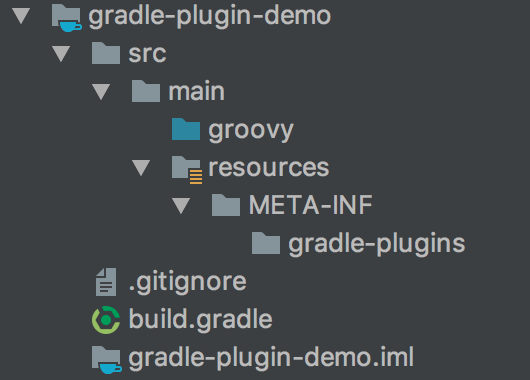 gradle-plugin-demo
src
main
groovy
resources
META-INF
gradle-plugins
.gitignore
build.gradle
gradle-plugin-demo.iml